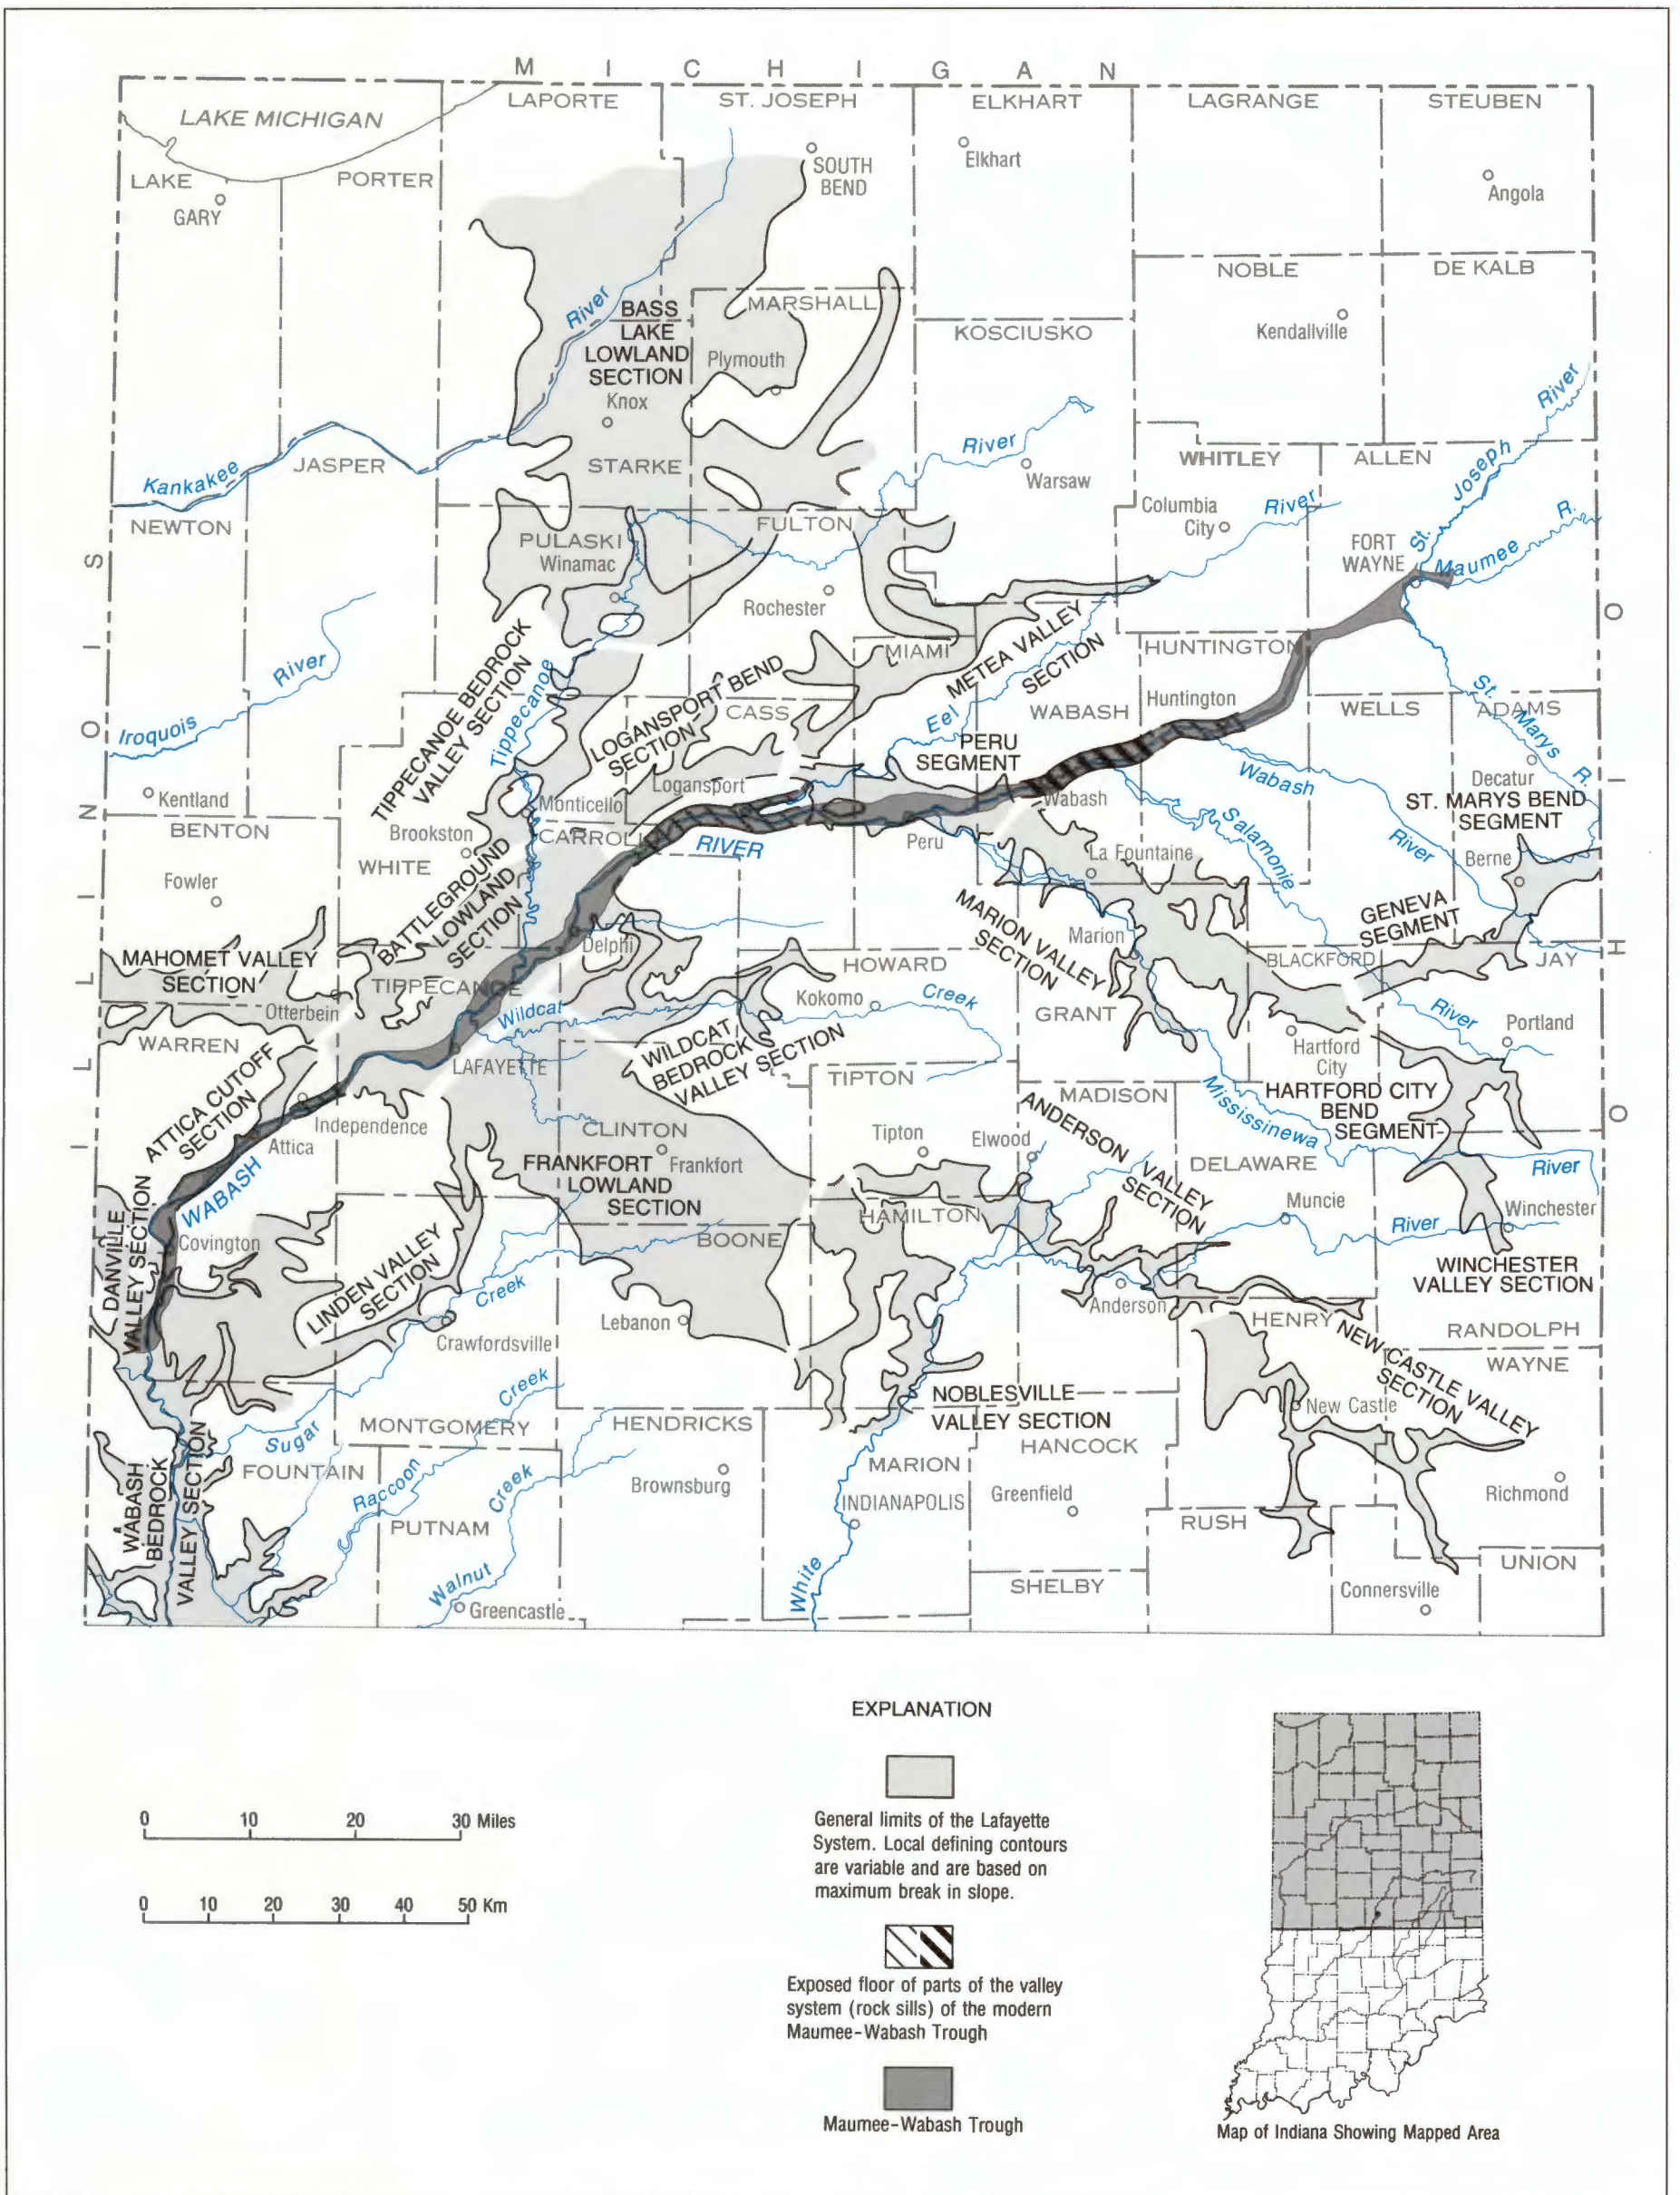 M I C H I G A N
LAPORTE
ST. JOSEPH
ELKHART
LAGRANGE
STEUBEN
LAKE MICHIGAN
LAKE
PORTER
GARY
SOUTH
BEND
Elkhart
Angola
NOBLE
DE KALB
River
BASS
LAKE
LOWLAND
SECTION
MARSHALL
KOSCIUSKO
Kendallville
Plymouth
Knox
River
River
Warsaw
STARKE
Kankakee
JASPER
WHITLEY
ALLEN
St. Joseph
River
Columbia
City
NEWTON
PULASKI
Winamac
FULTON
FORT
WAYNE
Maumee
R.
Rochester
Iroquois
River
TIPPECANOE BEDROCK
VALLEY SECTION
Tippecanoe
LOGANSPORT BEND
SECTION
MIAMI
METEA VALLEY
SECTION
HUNTINGTON
Huntington
CASS
Eel
WABASH
WELLS
ADAMS
St. Marys R.
PERU
SEGMENT
Decatur
ST. MARYS BEND
SEGMENT
Kentland
BENTON
Monticello
Logansport
Wabash
Wabash
River
Salamonie
Brookston
CARROLL
RIVER
Peru
WHITE
La Fountaine
Berne
Fowler
BATTLEGROUND
LOWLAND
SECTION
Delphi
MARION VALLEY
SECTION
Marion
GENEVA
SEGMENT
MAHOMET VALLEY
SECTION
HOWARD
BLACKFORD
JAY
Otterbein
TIPPECANOE
Wildcat
Kokomo
Creek
GRANT
River
Portland
WARREN
LAFAYETTE
WILDCAT
BEDROCK
VALLEY SECTION
Hartford
City
ATTICA CUTOFF
SECTION
TIPTON
MADISON
Mississinewa
River
HARTFORD CITY
BEND
SEGMENT
Independence
Attica
CLINTON
Frankfort
Tipton
Elwood
ANDERSON VALLEY
SECTION
DELAWARE
FRANKFORT
LOWLAND
SECTION
WABASH
HAMILTON
Muncie
River
Winchester
DANVILLE
VALLEY SECTION
Covington
BOONE
WINCHESTER
VALLEY SECTION
LINDEN VALLEY
SECTION
Creek
Anderson
Lebanon
Crawfordsville
HENRY
NEW CASTLE VALLEY
SECTION
RANDOLPH
WAYNE
Creek
NOBLESVILLE
VALLEY SECTION
New Castle
MONTGOMERY
HENDRICKS
HANCOCK
Sugar
FOUNTAIN
MARION
WABASH
BEDROCK
VALLEY SECTION
Raccoon
Creek
Brownsburg
INDIANAPOLIS
Greenfield
Richmond
PUTNAM
RUSH
UNION
Walnut
White
SHELBY
Connersville
Greencastle
I L L I N O I S
O H I O
0 10 20 30 Miles
0 10 20 30 40 50 Km
EXPLANATION
General limits of the Lafayette
System. Local defining contours
are variable and are based on
maximum break in slope.
Exposed floor of parts of the valley
system (rock sills) of the modern
Maumee-Wabash Trough
Maumee-Wabash Trough
Map of Indiana Showing Mapped Area